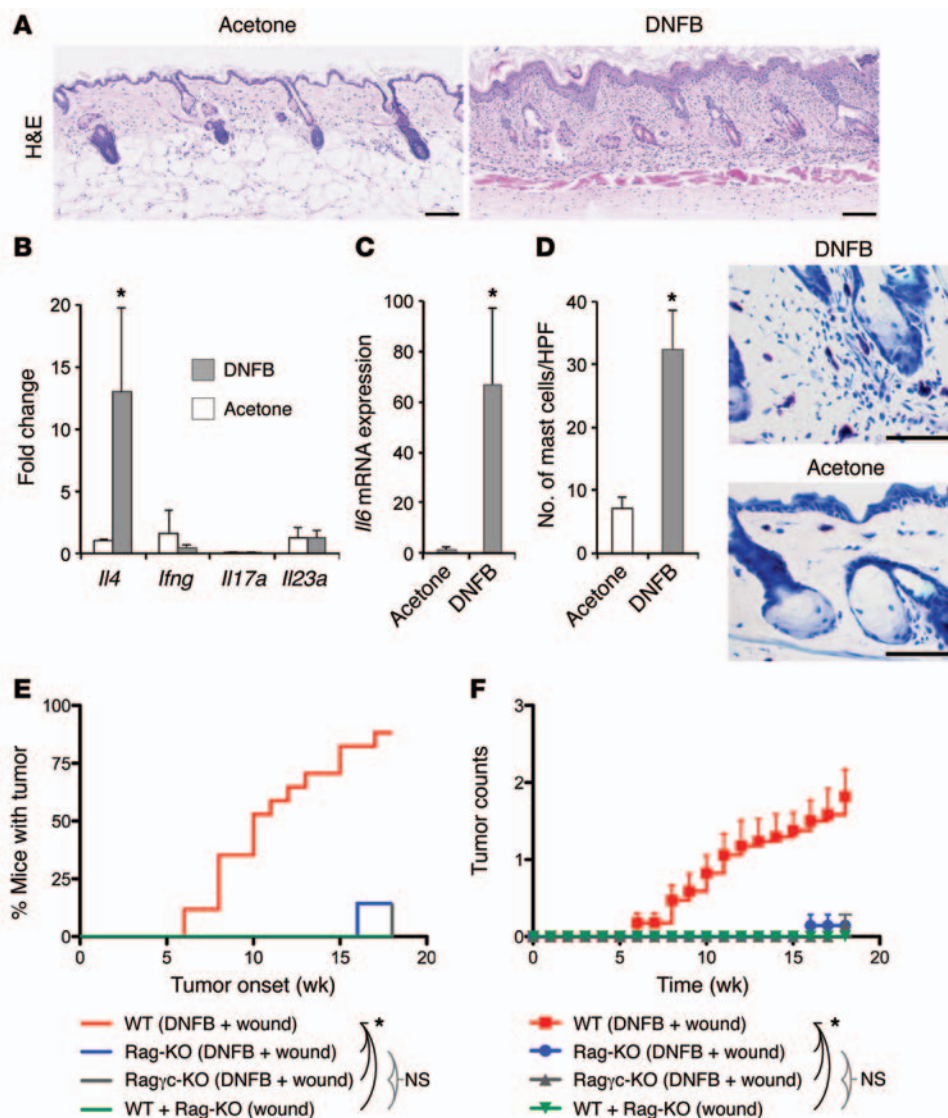 A
Acetone
DNFB
H&E
B
Fold change
20
15
10
5
0
*
DNFB
Acetone
Il4
Ifng
Il17a
Il23a
C
Il6 mRNA expression
100
80
60
40
20
0
*
Acetone
DNFB
D
No. of mast cells/HPF
40
30
20
10
0
*
Acetone
DNFB
DNFB
Acetone
E
% Mice with tumor
100
75
50
25
0
0 5 10 15 20
Tumor onset (wk)
WT (DNFB + wound)
Rag-KO (DNFB + wound)
Ragγc-KO (DNFB + wound)
WT + Rag-KO (wound)
*
NS
F
Tumor counts
3
2
1
0
0 5 10 15 20
Time (wk)
WT (DNFB + wound)
Rag-KO (DNFB + wound)
Ragγc-KO (DNFB + wound)
WT + Rag-KO (wound)
*
NS